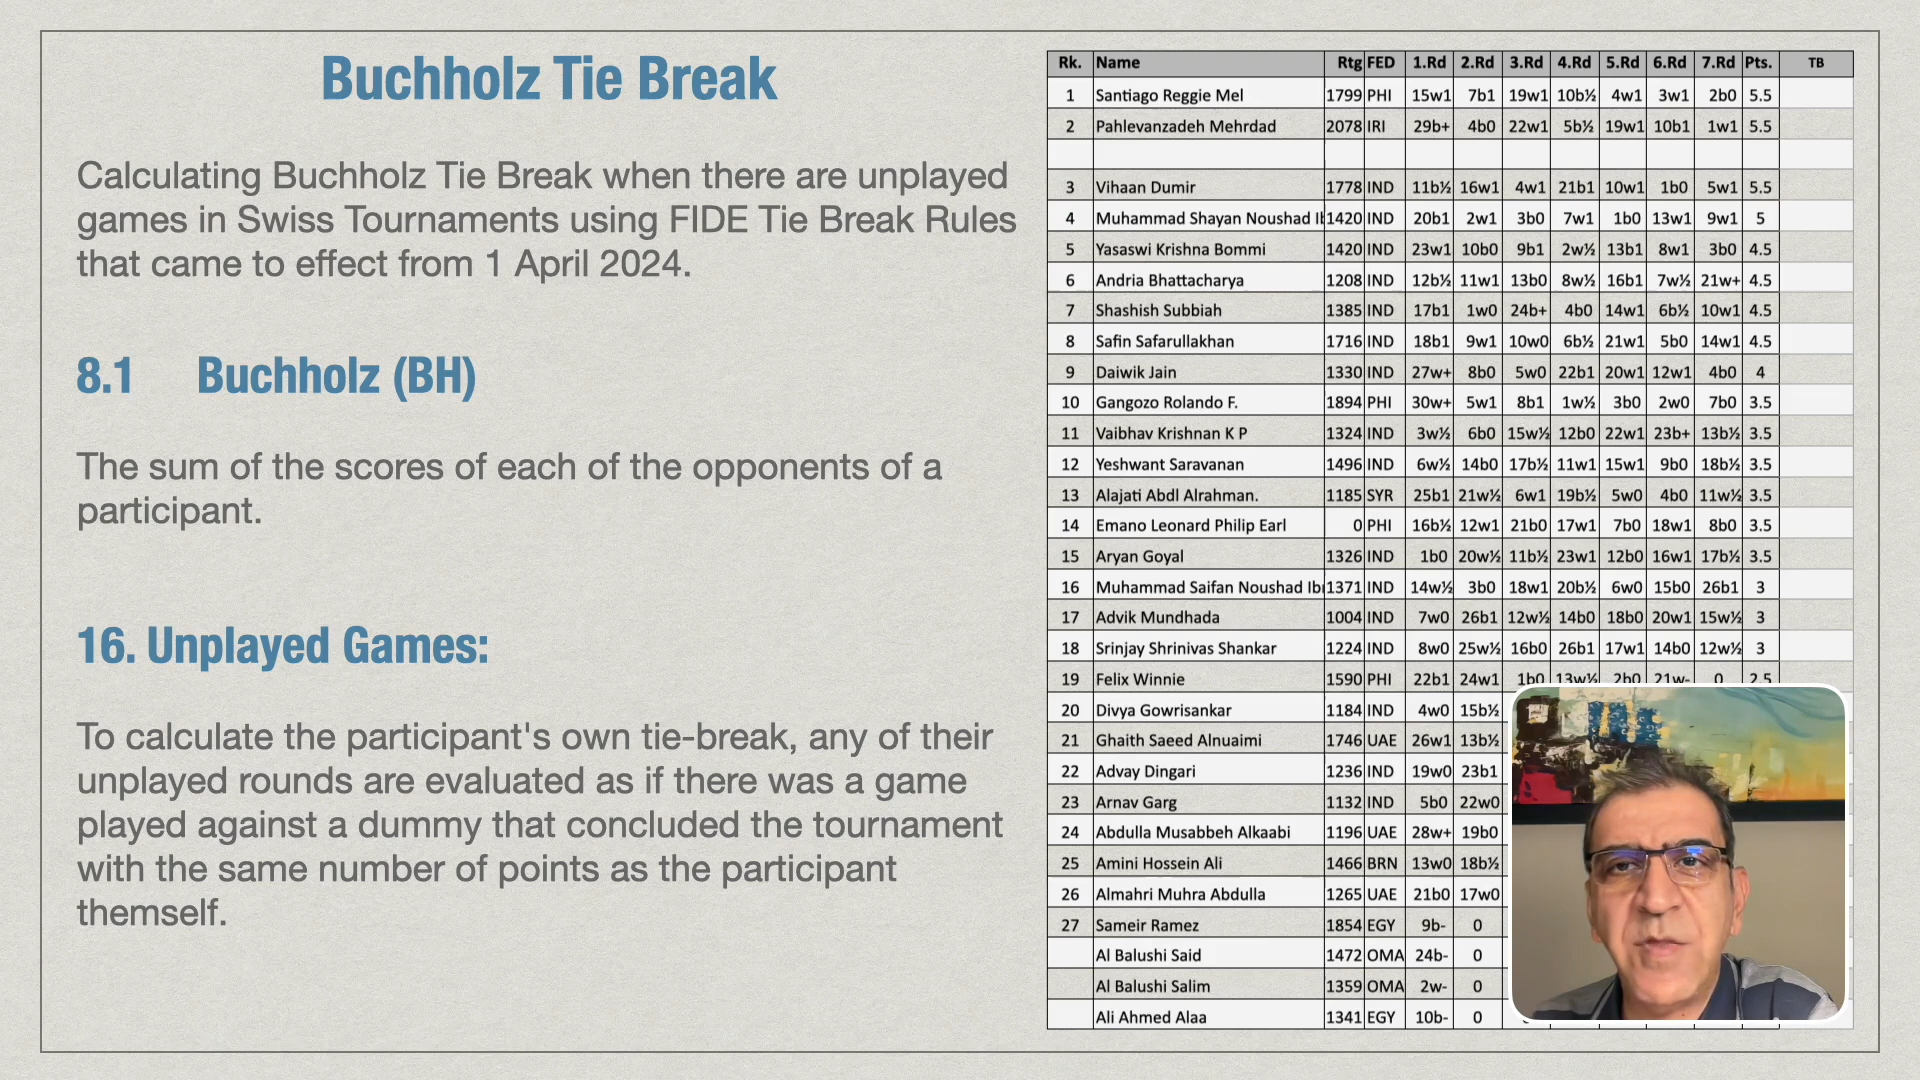 Buchholz Tie Break
Calculating Buchholz Tie Break when there are unplayed
games in Swiss Tournaments using FIDE Tie Break Rules
that came to effect from 1 April 2024.
8.1 Buchholz (BH)
The sum of the scores of each of the opponents of a
participant.
16. Unplayed Games:
To calculate the participant's own tie-break, any of their
unplayed rounds are evaluated as if there was a game
played against a dummy that concluded the tournament
with the same number of points as the participant
themself.
Rk. Name Rtg FED 1.Rd 2.Rd 3.Rd 4.Rd 5.Rd 6.Rd 7.Rd Pts. TB
1 Santiago Reggie Mel 1799 PHI 15w1 7b1 19w1 10b½ 4w1 3w1 2b0 5.5
2 Pahlevanzadeh Mehrdad 2078 IRI 29b+ 4b0 22w1 5b½ 19w1 10b1 1w1 5.5
3 Vihaan Dumir 1778 IND 11b½ 16w1 4w1 21b1 10w1 1b0 5w1 5.5
4 Muhammad Shayan Noushad Ib 1420 IND 20b1 2w1 3b0 7w1 1b0 13w1 9w1 5
5 Yasaswi Krishna Bommi 1420 IND 23w1 10b0 9b1 2w½ 13b1 8w1 3b0 4.5
6 Andria Bhattacharya 1208 IND 12b½ 11w1 13b0 8w½ 16b1 7w½ 21w+ 4.5
7 Shashish Subbiah 1385 IND 17b1 1w0 24b+ 4b0 14w1 6b½ 10w1 4.5
8 Safin Safarullakhan 1716 IND 18b1 9w1 10w0 6b½ 21w1 5b0 14w1 4.5
9 Daiwik Jain 1330 IND 27w+ 8b0 5w0 22b1 20w1 12w1 4b0 4
10 Gangozo Rolando F. 1894 PHI 30w+ 5w1 8b1 1w½ 3b0 2w0 7b0 3.5
11 Vaibhav Krishnan K P 1324 IND 3w½ 6b0 15w½ 12b0 22w1 23b+ 13b½ 3.5
12 Yeshwant Saravanan 1496 IND 6w½ 14b0 17b½ 11w1 15w1 9b0 18b½ 3.5
13 Alajati Abdl Alrahman. 1185 SYR 25b1 21w½ 6w1 19b½ 5w0 4b0 11w½ 3.5
14 Emano Leonard Philip Earl 0 PHI 16b½ 12w1 21b0 17w1 7b0 18w1 8b0 3.5
15 Aryan Goyal 1326 IND 1b0 20w½ 11b½ 23w1 12b0 16w1 17b½ 3.5
16 Muhammad Saifan Noushad Ibr 1371 IND 14w½ 3b0 18w1 20b½ 6w0 15b0 26b1 3
17 Advik Mundhada 1004 IND 7w0 26b1 12w½ 14b0 18b0 20w1 15w½ 3
18 Srinjay Shrinivas Shankar 1224 IND 8w0 25w½ 16b0 26b1 17w1 14b0 12w½ 3
19 Felix Winnie 1590 PHI 22b1 24w1 1b0 13w½ 2b0 21w- 0 2.5
20 Divya Gowrisankar 1184 IND 4w0 15b½
21 Ghaith Saeed Alnuaimi 1746 UAE 26w1 13b½
22 Advay Dingari 1236 IND 19w0 23b1
23 Arnav Garg 1132 IND 5b0 22w0
24 Abdulla Musabbeh Alkaabi 1196 UAE 28w+ 19b0
25 Amini Hossein Ali 1466 BRN 13w0 18b½
26 Almahri Muhra Abdulla 1265 UAE 21b0 17w0
27 Sameir Ramez 1854 EGY 9b- 0
Al Balushi Said 1472 OMA 24b- 0
Al Balushi Salim 1359 OMA 2w- 0
Ali Ahmed Alaa 1341 EGY 10b- 0